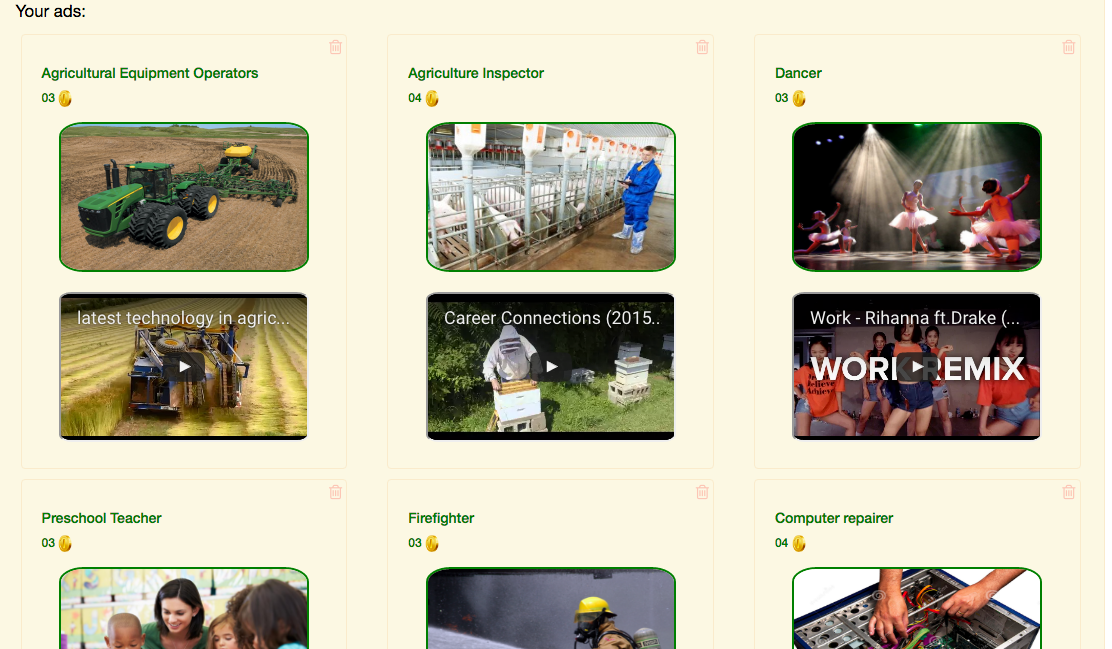 Your ads:
Agricultural Equipment Operators
03
latest technology in agric...
Agriculture Inspector
04
Career Connections (2015..
Dancer
03
Work - Rihanna ft.Drake (...
WORK REMIX
Preschool Teacher
03
Firefighter
03
Computer repairer
04